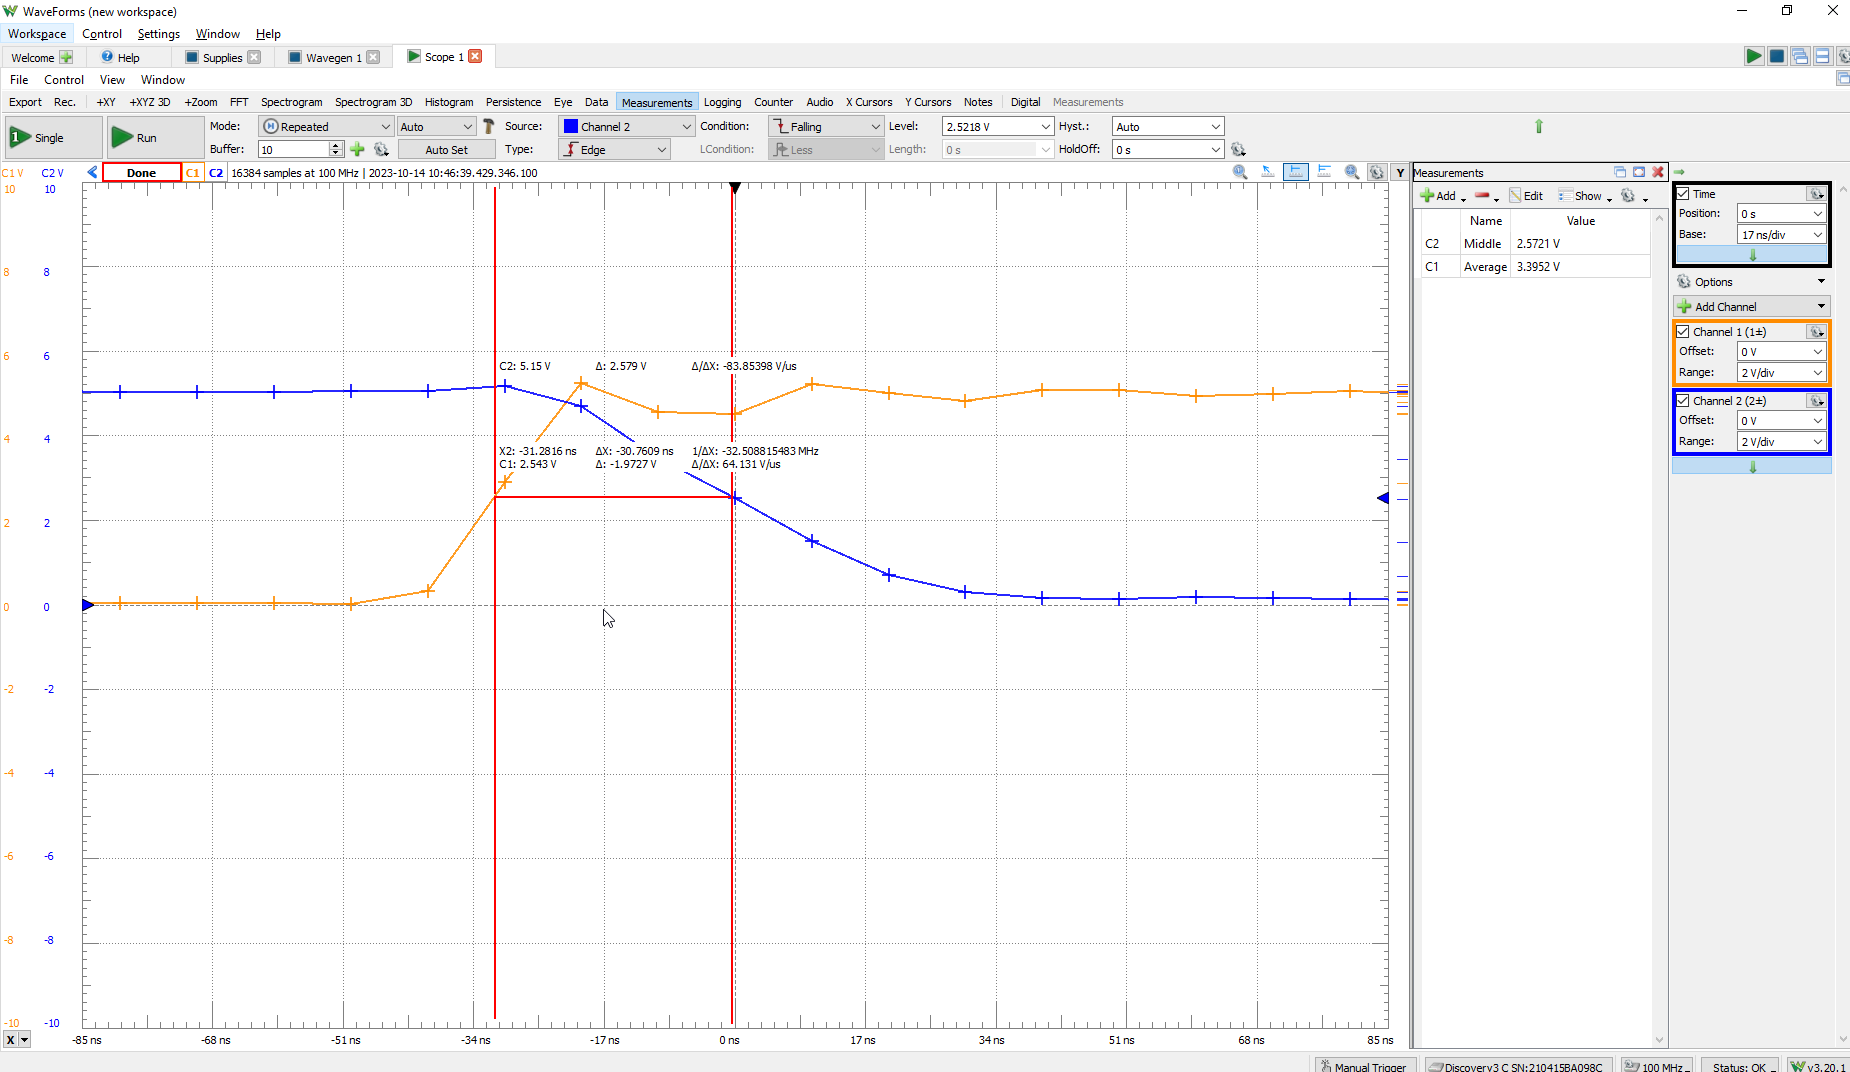 WaveForms (new workspace)
Workspace Control Settings Window Help
Welcome Help Supplies Wavegen 1 Scope 1
File Control View Window
Export Rec. +XY +XYZ 3D +Zoom FFT Spectrogram Spectrogram 3D Histogram Persistence Eye Data Measurements Logging Counter Audio X Cursors Y Cursors Notes Digital Measurements
Single Run Mode: Repeated Auto Source: Channel 2 Condition: Falling Level: 2.5218 V Hyst.: Auto
Buffer: 10 Auto Set Type: Edge LCondition: Less Length: 0 s HoldOff: 0 s
C1 V C2 V Done C1 C2 16384 samples at 100 MHz | 2023-10-14 10:46:39.429.346.100 Y
10 10
8 8
6 6
C2: 5.15 V Δ: 2.579 V Δ/ΔX: -83.85398 V/us
4 4
X2: -31.2816 ns ΔX: -30.7609 ns 1/ΔX: -32.508815483 MHz
C1: 2.543 V Δ: -1.9727 V Δ/ΔX: 64.131 V/us
2 2
0 0
-2 -2
-4 -4
-6 -6
-8 -8
-10 -10
X -85 ns -68 ns -51 ns -34 ns -17 ns 0 ns 17 ns 34 ns 51 ns 68 ns 85 ns
Measurements
Add Edit Show
Name Value
C2 Middle 2.5721 V
C1 Average 3.3952 V
Time
Position: 0 s
Base: 17 ns/div
Options
Add Channel
Channel 1 (1±)
Offset: 0 V
Range: 2 V/div
Channel 2 (2±)
Offset: 0 V
Range: 2 V/div
Manual Trigger Discovery3 C SN:210415BA098C 100 MHz Status: OK v3.20.1